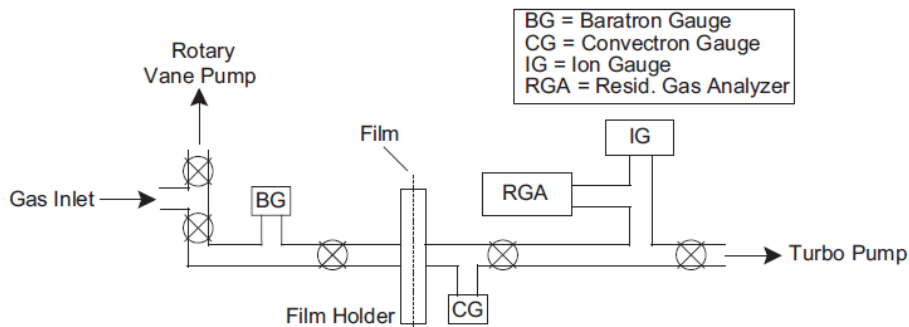 BG = Baratron Gauge
CG = Convectron Gauge
IG = Ion Gauge
RGA = Resid. Gas Analyzer
Rotary
Vane Pump
Film
IG
Gas Inlet
BG
RGA
Turbo Pump
Film Holder
CG